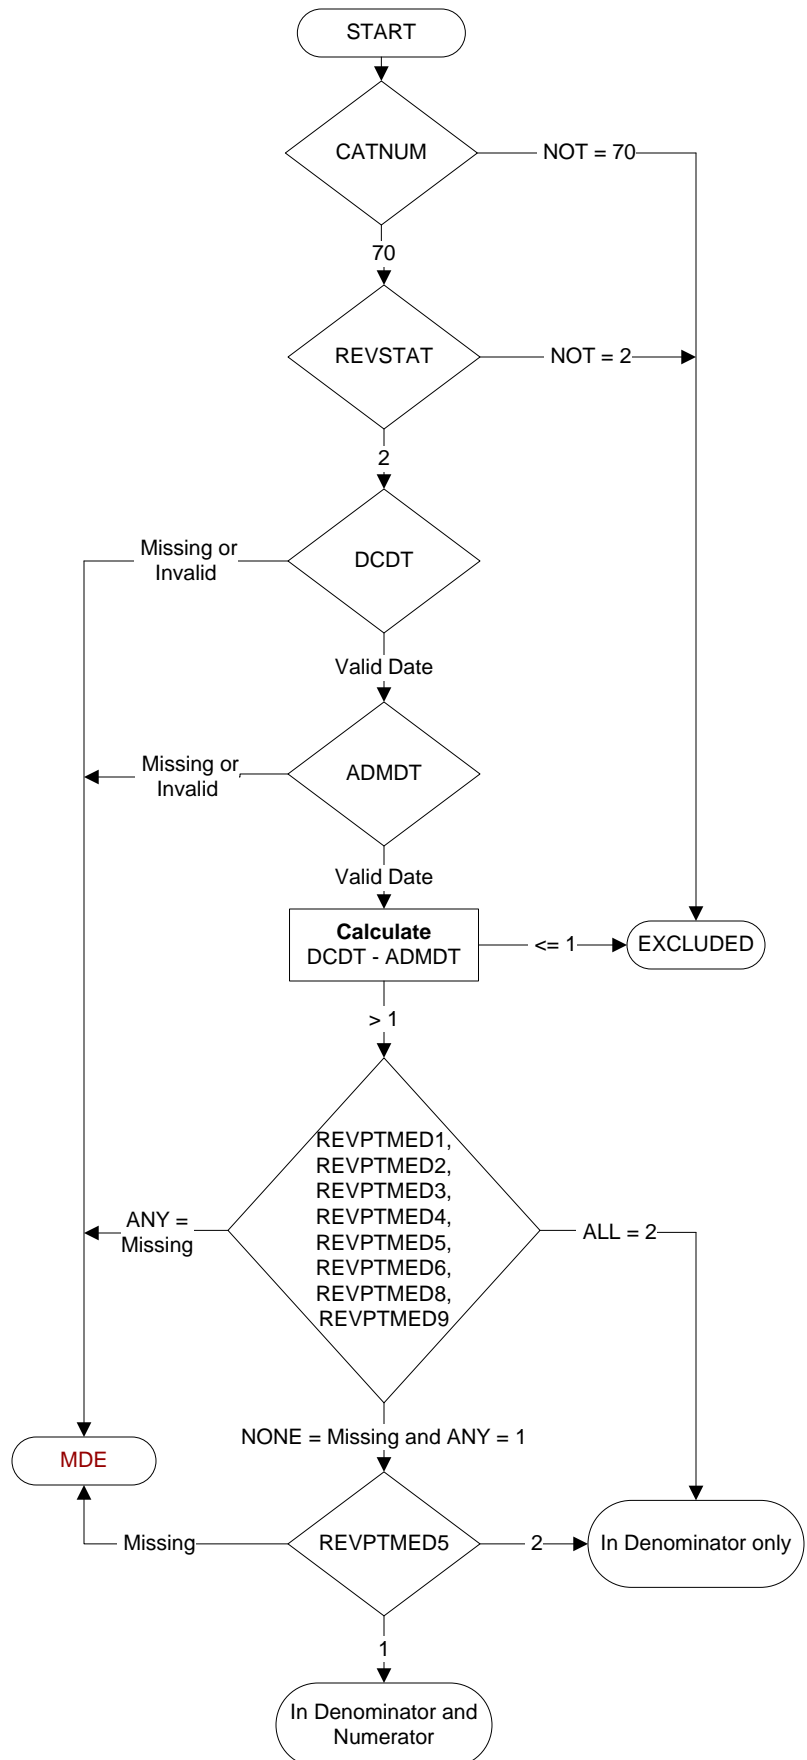 START
CATNUM
NOT = 70
70
REVSTAT
NOT = 2
2
Missing or
Invalid
DCDT
Valid Date
Missing or
Invalid
ADMDT
Valid Date
Calculate
DCDT - ADMDT
<= 1
EXCLUDED
> 1
REVPTMED1,
REVPTMED2,
REVPTMED3,
REVPTMED4,
REVPTMED5,
REVPTMED6,
REVPTMED8,
REVPTMED9
ANY =
Missing
ALL = 2
NONE = Missing and ANY = 1
MDE
Missing
REVPTMED5
2
In Denominator only
1
In Denominator and
Numerator